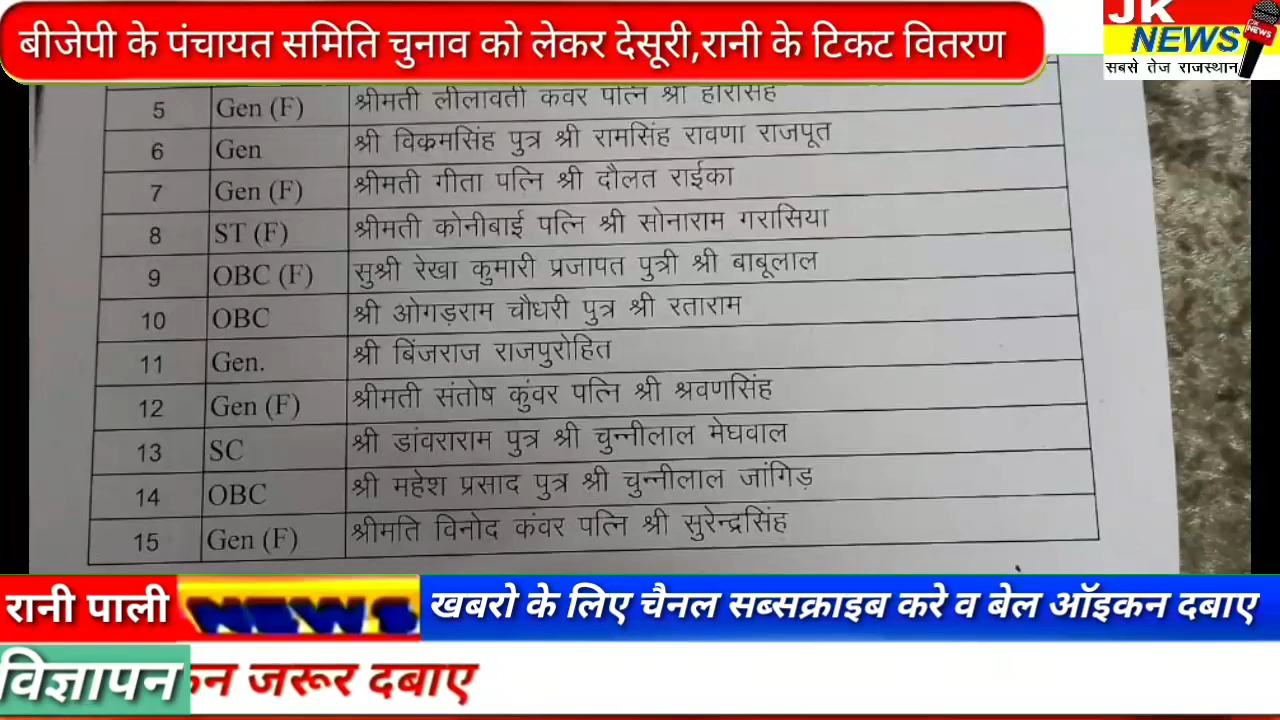 बीजेपी के पंचायत समिति चुनाव को लेकर देसूरी,रानी के टिकट वितरण
JK
NEWS
सबसे तेज राजस्थान
5 Gen (F) श्रीमती लीलावती कंवर पत्नि श्री हीरासिंह
6 Gen श्री विक्रमसिंह पुत्र श्री रामसिंह रावणा राजपूत
7 Gen (F) श्रीमती गीता पत्नि श्री दौलत राईका
8 ST (F) श्रीमती कोनीबाई पत्नि श्री सोनाराम गरासिया
9 OBC (F) सुश्री रेखा कुमारी प्रजापत पुत्री श्री बाबूलाल
10 OBC श्री ओगड़राम चौधरी पुत्र श्री रताराम
11 Gen. श्री बिंजराज राजपुरोहित
12 Gen (F) श्रीमती संतोष कुंवर पत्नि श्री श्रवणसिंह
13 SC श्री डांवराराम पुत्र श्री चुन्नीलाल मेघवाल
14 OBC श्री महेश प्रसाद पुत्र श्री चुन्नीलाल जांगिड़
15 Gen (F) श्रीमति विनोद कंवर पत्नि श्री सुरेन्द्रसिंह
रानी पाली NEWS खबरो के लिए चैनल सब्सक्राइब करे व बेल ऑइकन दबाए
विज्ञापन जरूर दबाए